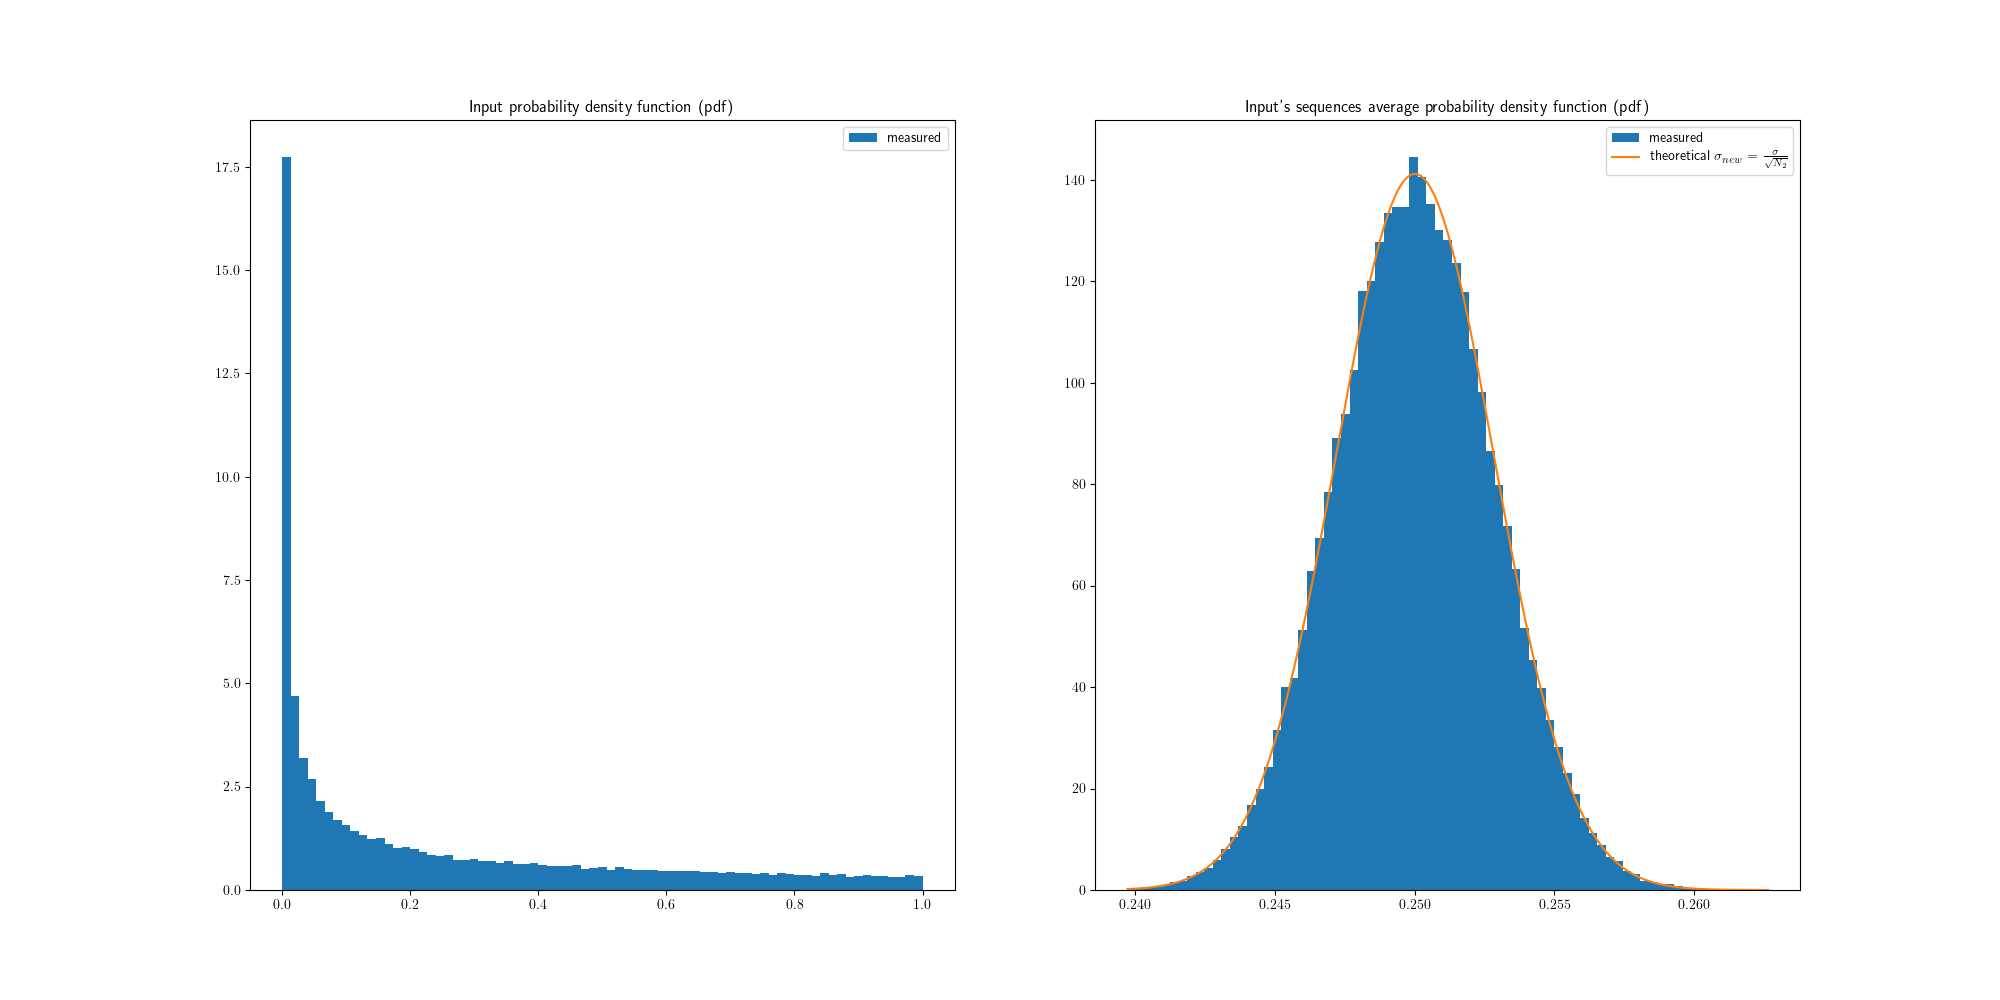 Input probability density function (pdf)
measured
17.5
15.0
12.5
10.0
7.5
5.0
2.5
0.0
0.0 0.2 0.4 0.6 0.8 1.0
Input's sequences average probability density function (pdf)
measured
theoretical σ_new = σ/√N₂
140
120
100
80
60
40
20
0
0.240 0.245 0.250 0.255 0.260